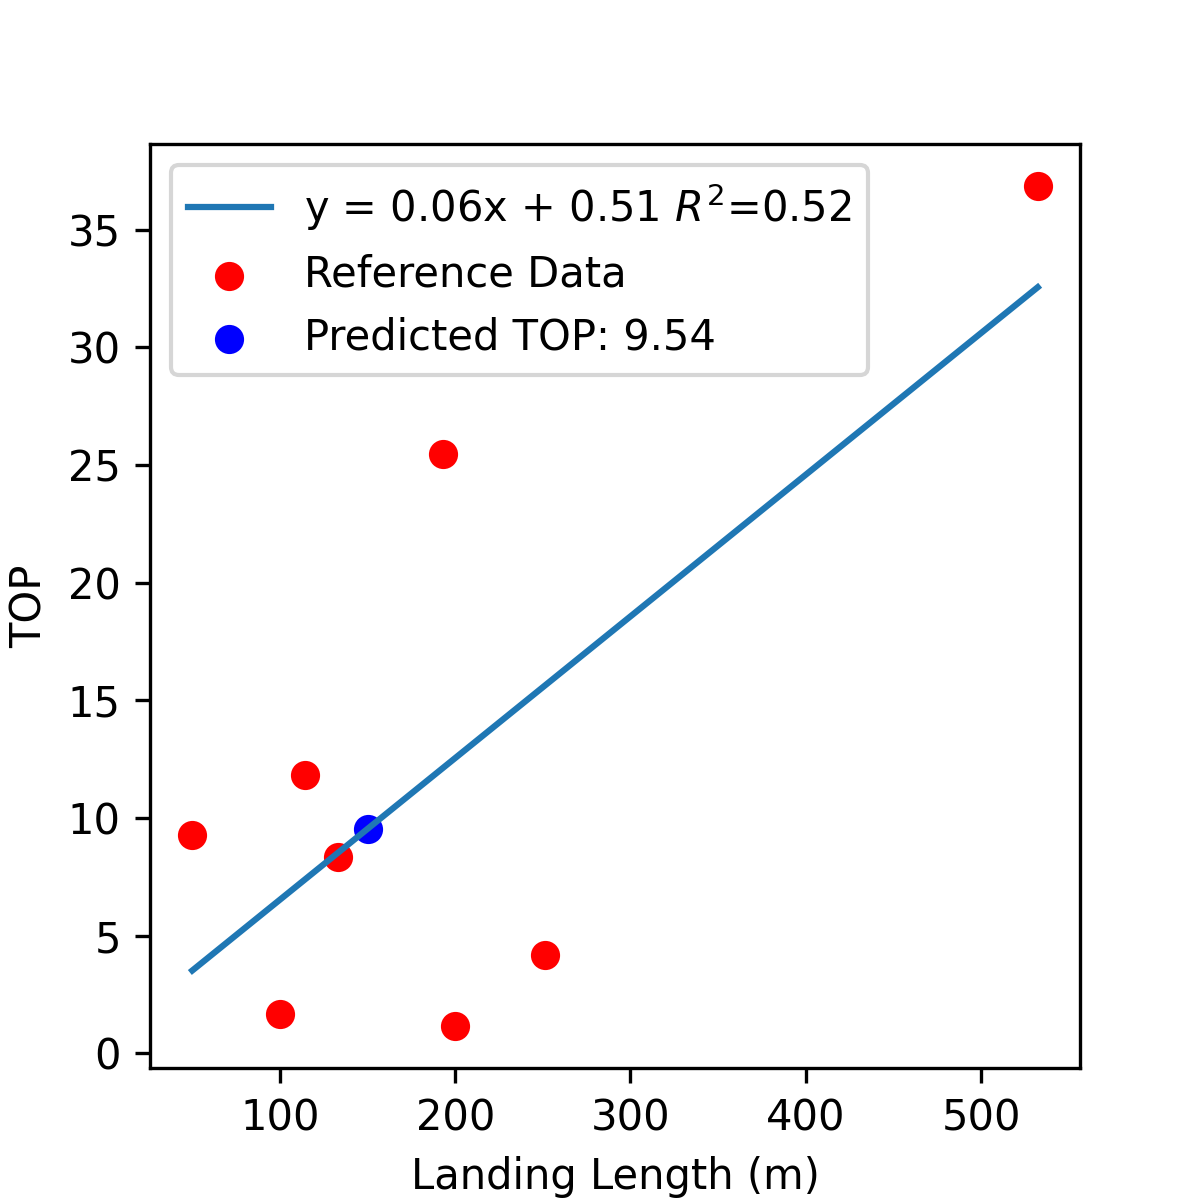 y = 0.06x + 0.51 R²=0.52
Reference Data
Predicted TOP: 9.54
35
30
25
20
15
10
5
0
TOP
100 200 300 400 500
Landing Length (m)